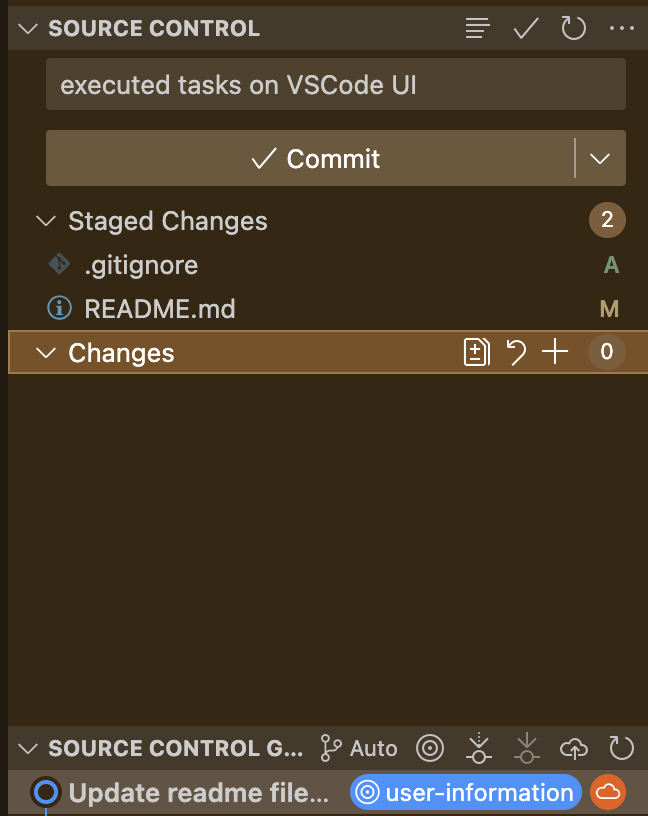 SOURCE CONTROL
executed tasks on VSCode UI
Commit
Staged Changes 2
.gitignore A
README.md M
Changes 0
SOURCE CONTROL G... Auto
Update readme file... user-information